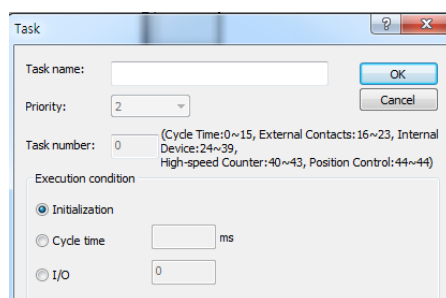 Task
Task name:
OK
Priority:
2
Cancel
Task number:
0
(Cycle Time:0~15, External Contacts:16~23, Internal
Device:24~39,
High-speed Counter:40~43, Position Control:44~44)
Execution condition
Initialization
Cycle time
ms
I/O
0